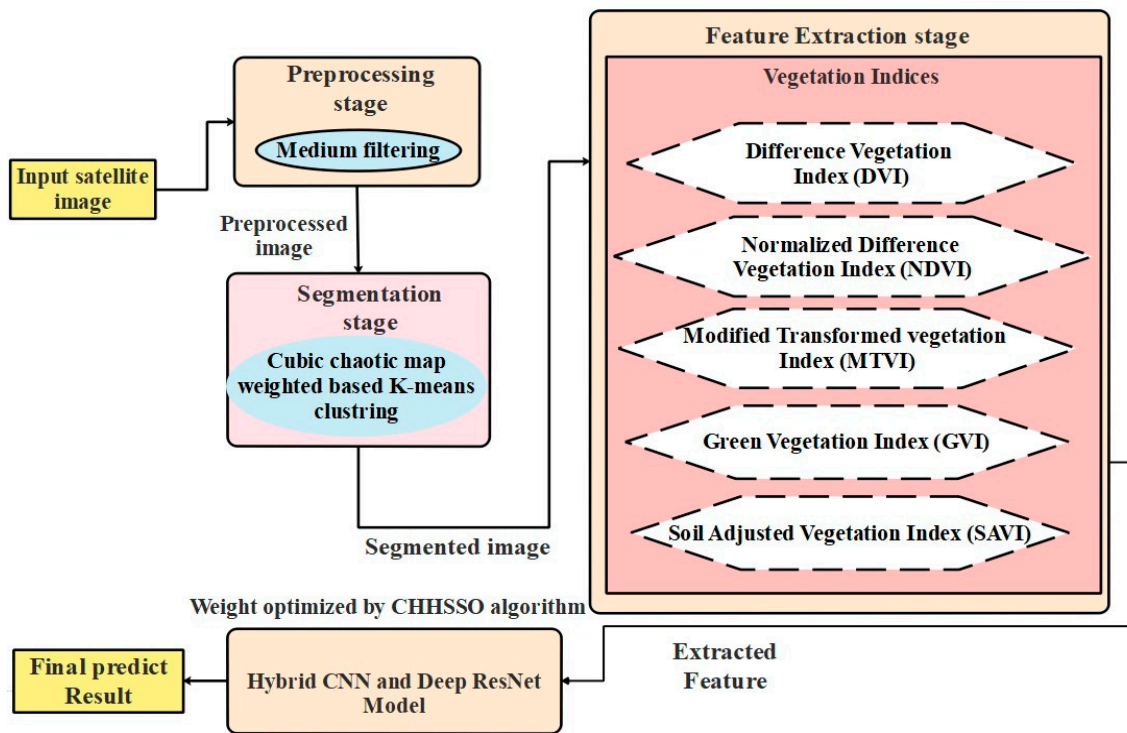 Input satellite
image
Preprocessing
stage
Medium filtering
Preprocessed
image
Segmentation
stage
Cubic chaotic map
weighted based K-means
clustring
Segmented image
Feature Extraction stage
Vegetation Indices
Difference Vegetation
Index (DVI)
Normalized Difference
Vegetation Index (NDVI)
Modified Transformed vegetation
Index (MTVI)
Green Vegetation Index (GVI)
Soil Adjusted Vegetation Index (SAVI)
Extracted
Feature
Weight optimized by CHHSSO algorithm
Hybrid CNN and Deep ResNet
Model
Final predict
Result